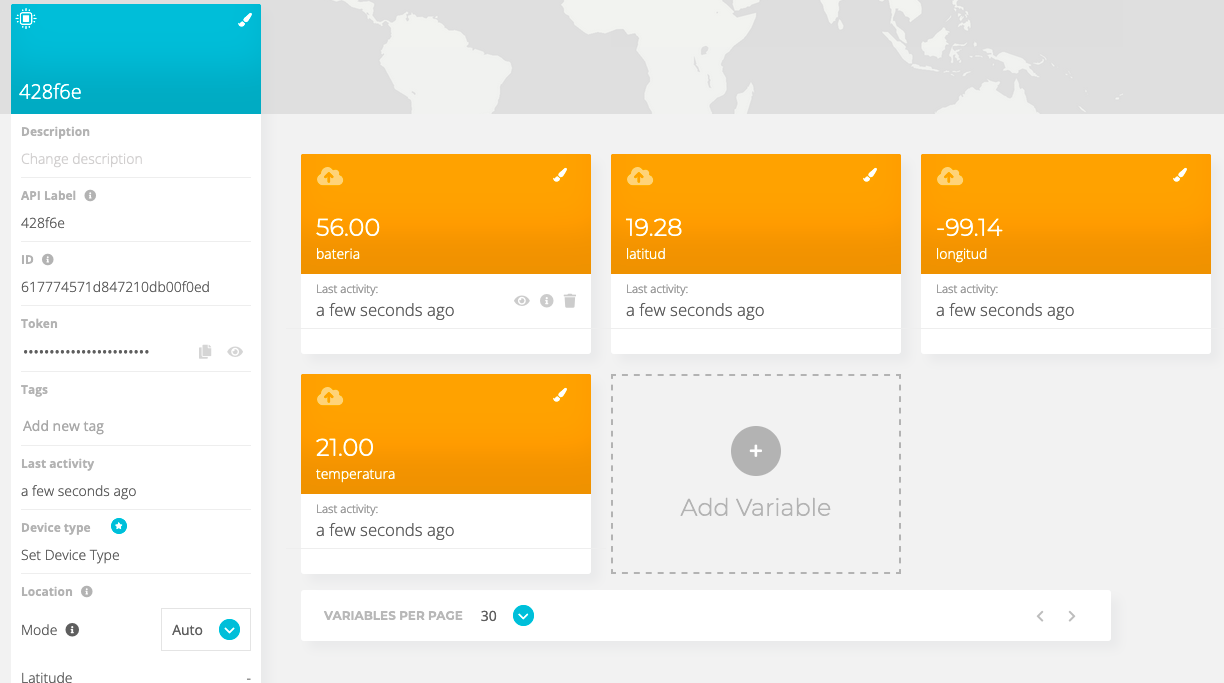 428f6e
Description
Change description
API Label
428f6e
ID
617774571d847210db00f0ed
Token
••••••••••••••••••••••••
Tags
Add new tag
Last activity
a few seconds ago
Device type
Set Device Type
Location
Mode
Auto
Latitude -
56.00
bateria
Last activity:
a few seconds ago
19.28
latitud
Last activity:
a few seconds ago
-99.14
longitud
Last activity:
a few seconds ago
21.00
temperatura
Last activity:
a few seconds ago
Add Variable
VARIABLES PER PAGE 30